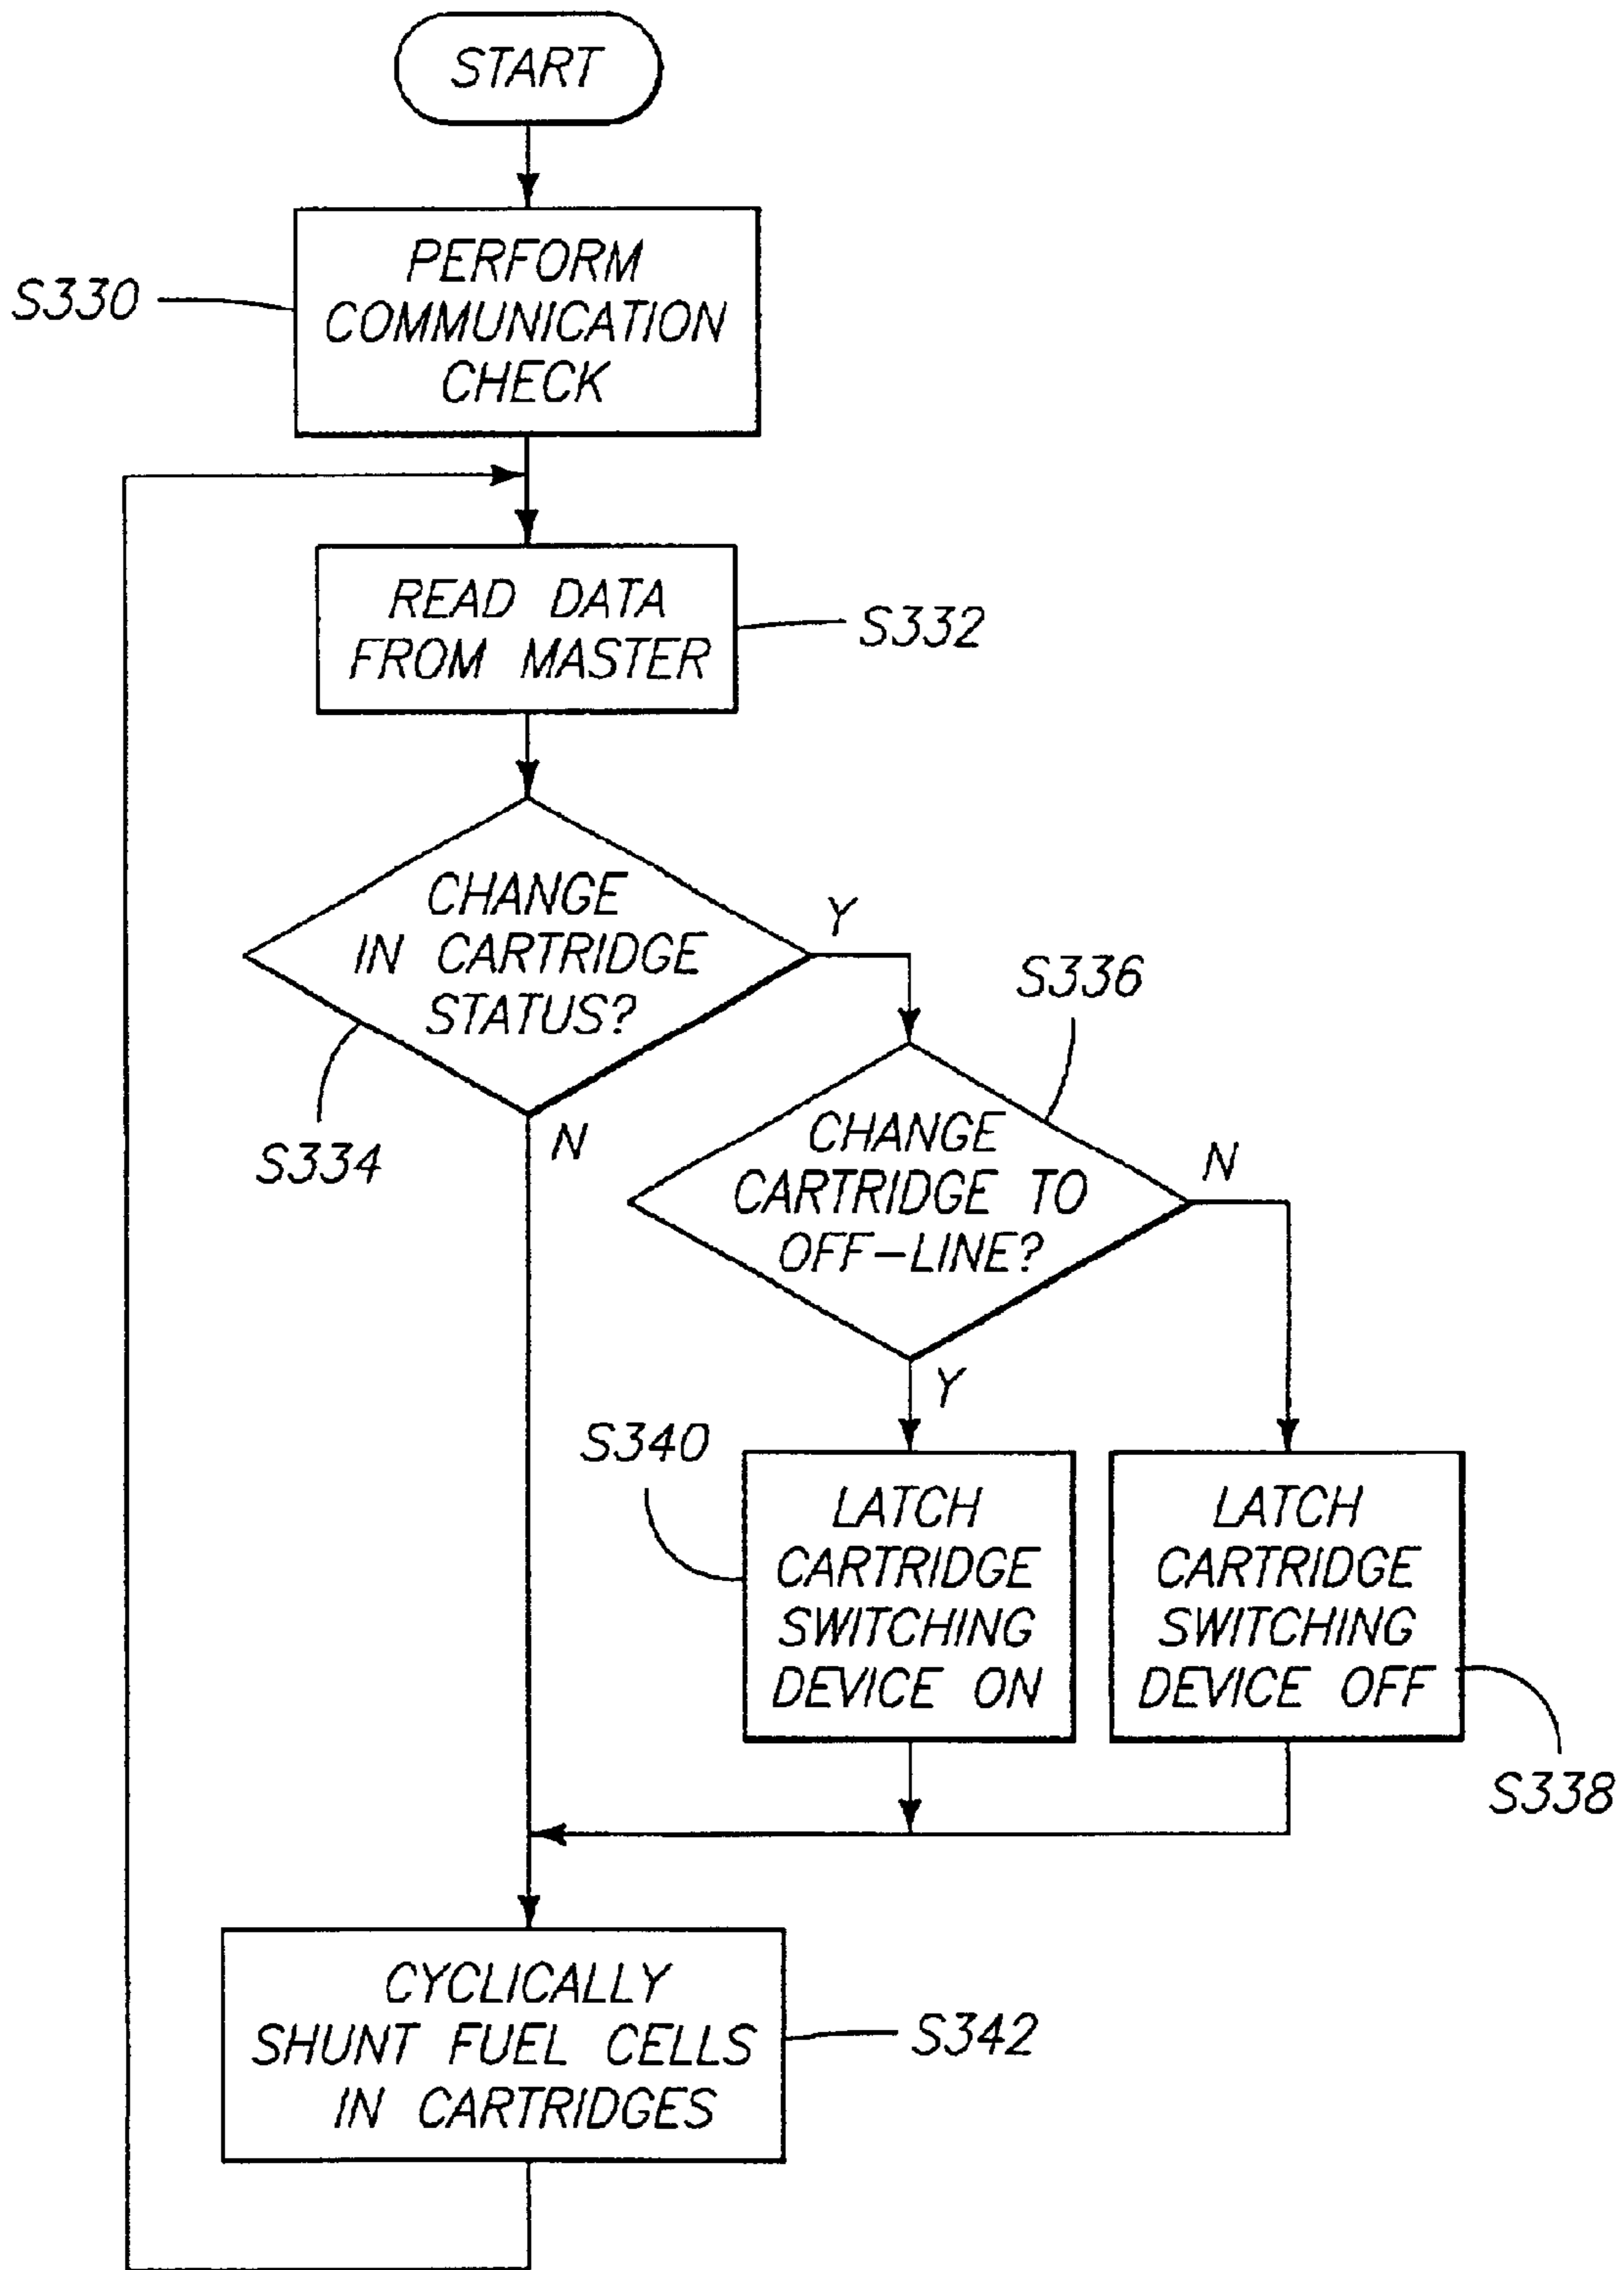 START
PERFORM
COMMUNICATION
CHECK
S330
READ DATA
FROM MASTER
S332
CHANGE
IN CARTRIDGE
STATUS?
Y
N
S334
S336
CHANGE
CARTRIDGE TO
OFF-LINE?
N
Y
S340
LATCH
CARTRIDGE
SWITCHING
DEVICE ON
LATCH
CARTRIDGE
SWITCHING
DEVICE OFF
S338
CYCLICALLY
SHUNT FUEL CELLS
IN CARTRIDGES
S342